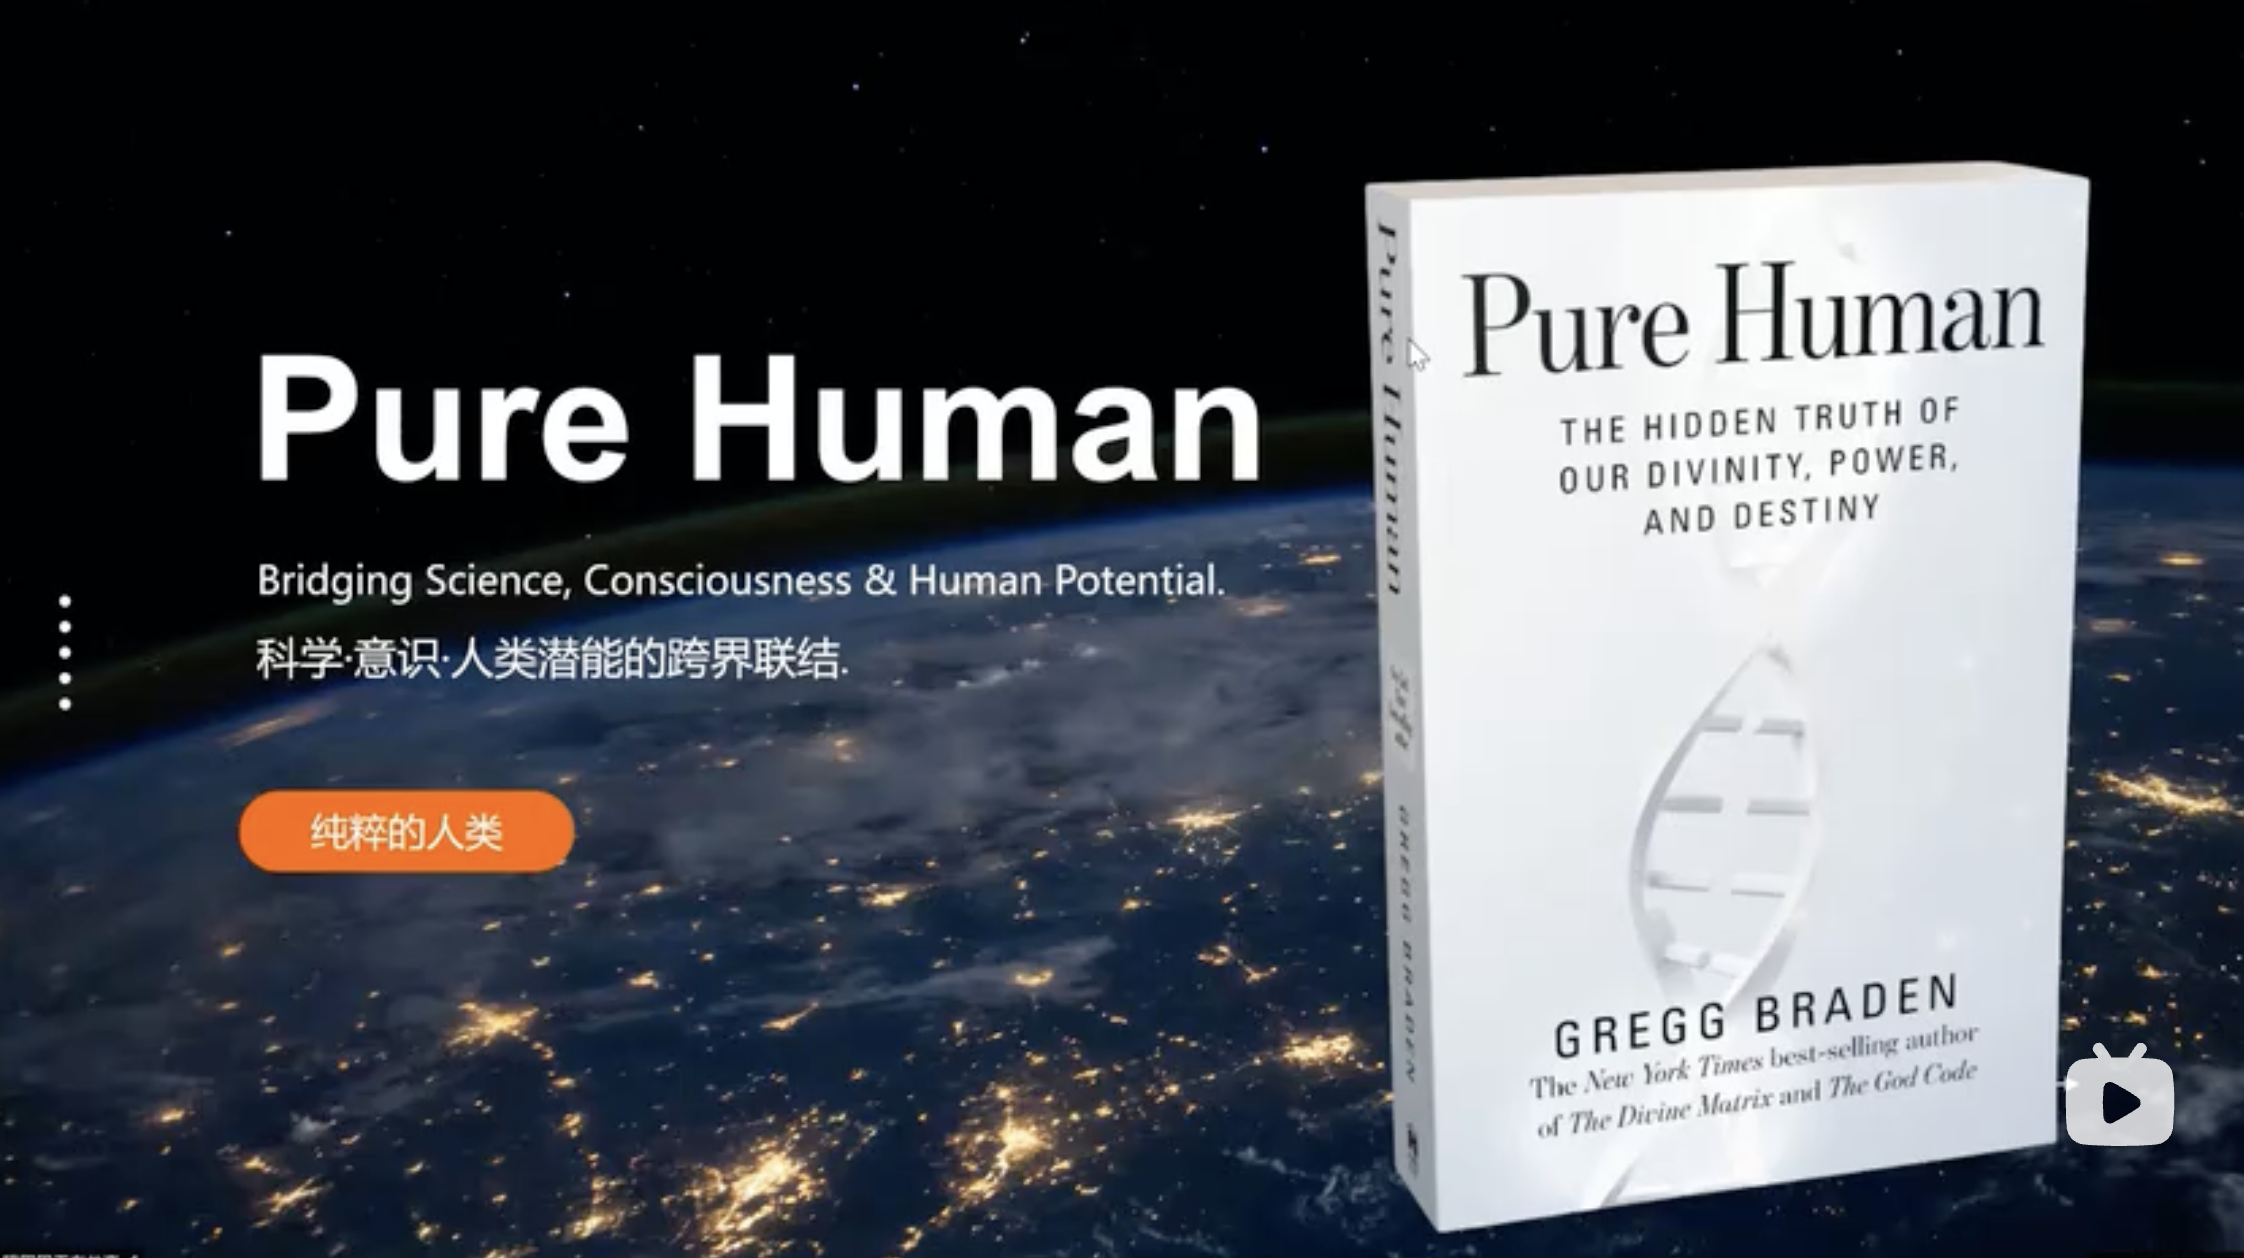 Pure Human
Bridging Science, Consciousness & Human Potential.
科学·意识·人类潜能的跨界联结.
纯粹的人类
Pure Human
GREGG BRADEN
Pure Human
THE HIDDEN TRUTH OF
OUR DIVINITY, POWER,
AND DESTINY
GREGG BRADEN
The New York Times best-selling author
of The Divine Matrix and The God Code